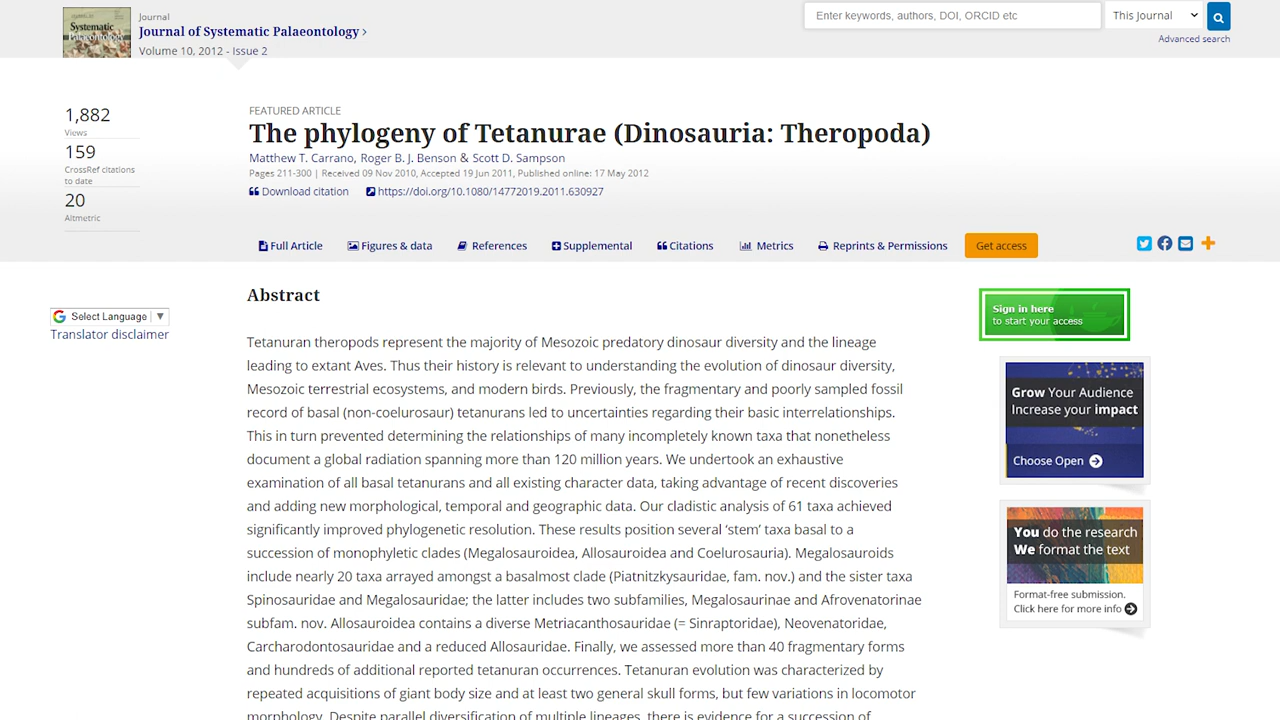 Systematic
Palaeontology
Journal
Journal of Systematic Palaeontology ›
Volume 10, 2012 - Issue 2
Enter keywords, authors, DOI, ORCID etc
This Journal
Advanced search
1,882
Views
159
CrossRef citations
to date
20
Altmetric
FEATURED ARTICLE
The phylogeny of Tetanurae (Dinosauria: Theropoda)
Matthew T. Carrano, Roger B. J. Benson & Scott D. Sampson
Pages 211-300 | Received 09 Nov 2010, Accepted 19 Jun 2011, Published online: 17 May 2012
Download citation https://doi.org/10.1080/14772019.2011.630927
Full Article Figures & data References Supplemental Citations Metrics Reprints & Permissions Get access
Select Language ▼
Translator disclaimer
Abstract
Tetanuran theropods represent the majority of Mesozoic predatory dinosaur diversity and the lineage
leading to extant Aves. Thus their history is relevant to understanding the evolution of dinosaur diversity,
Mesozoic terrestrial ecosystems, and modern birds. Previously, the fragmentary and poorly sampled fossil
record of basal (non-coelurosaur) tetanurans led to uncertainties regarding their basic interrelationships.
This in turn prevented determining the relationships of many incompletely known taxa that nonetheless
document a global radiation spanning more than 120 million years. We undertook an exhaustive
examination of all basal tetanurans and all existing character data, taking advantage of recent discoveries
and adding new morphological, temporal and geographic data. Our cladistic analysis of 61 taxa achieved
significantly improved phylogenetic resolution. These results position several ‘stem’ taxa basal to a
succession of monophyletic clades (Megalosauroidea, Allosauroidea and Coelurosauria). Megalosauroids
include nearly 20 taxa arrayed amongst a basalmost clade (Piatnitzkysauridae, fam. nov.) and the sister taxa
Spinosauridae and Megalosauridae; the latter includes two subfamilies, Megalosaurinae and Afrovenatorinae
subfam. nov. Allosauroidea contains a diverse Metriacanthosauridae (= Sinraptoridae), Neovenatoridae,
Carcharodontosauridae and a reduced Allosauridae. Finally, we assessed more than 40 fragmentary forms
and hundreds of additional reported tetanuran occurrences. Tetanuran evolution was characterized by
repeated acquisitions of giant body size and at least two general skull forms, but few variations in locomotor
morphology. Despite parallel diversification of multiple lineages, there is evidence for a succession of
Sign in here
to start your access
Grow Your Audience
Increase your impact
Choose Open
You do the research
We format the text
Format-free submission.
Click here for more info